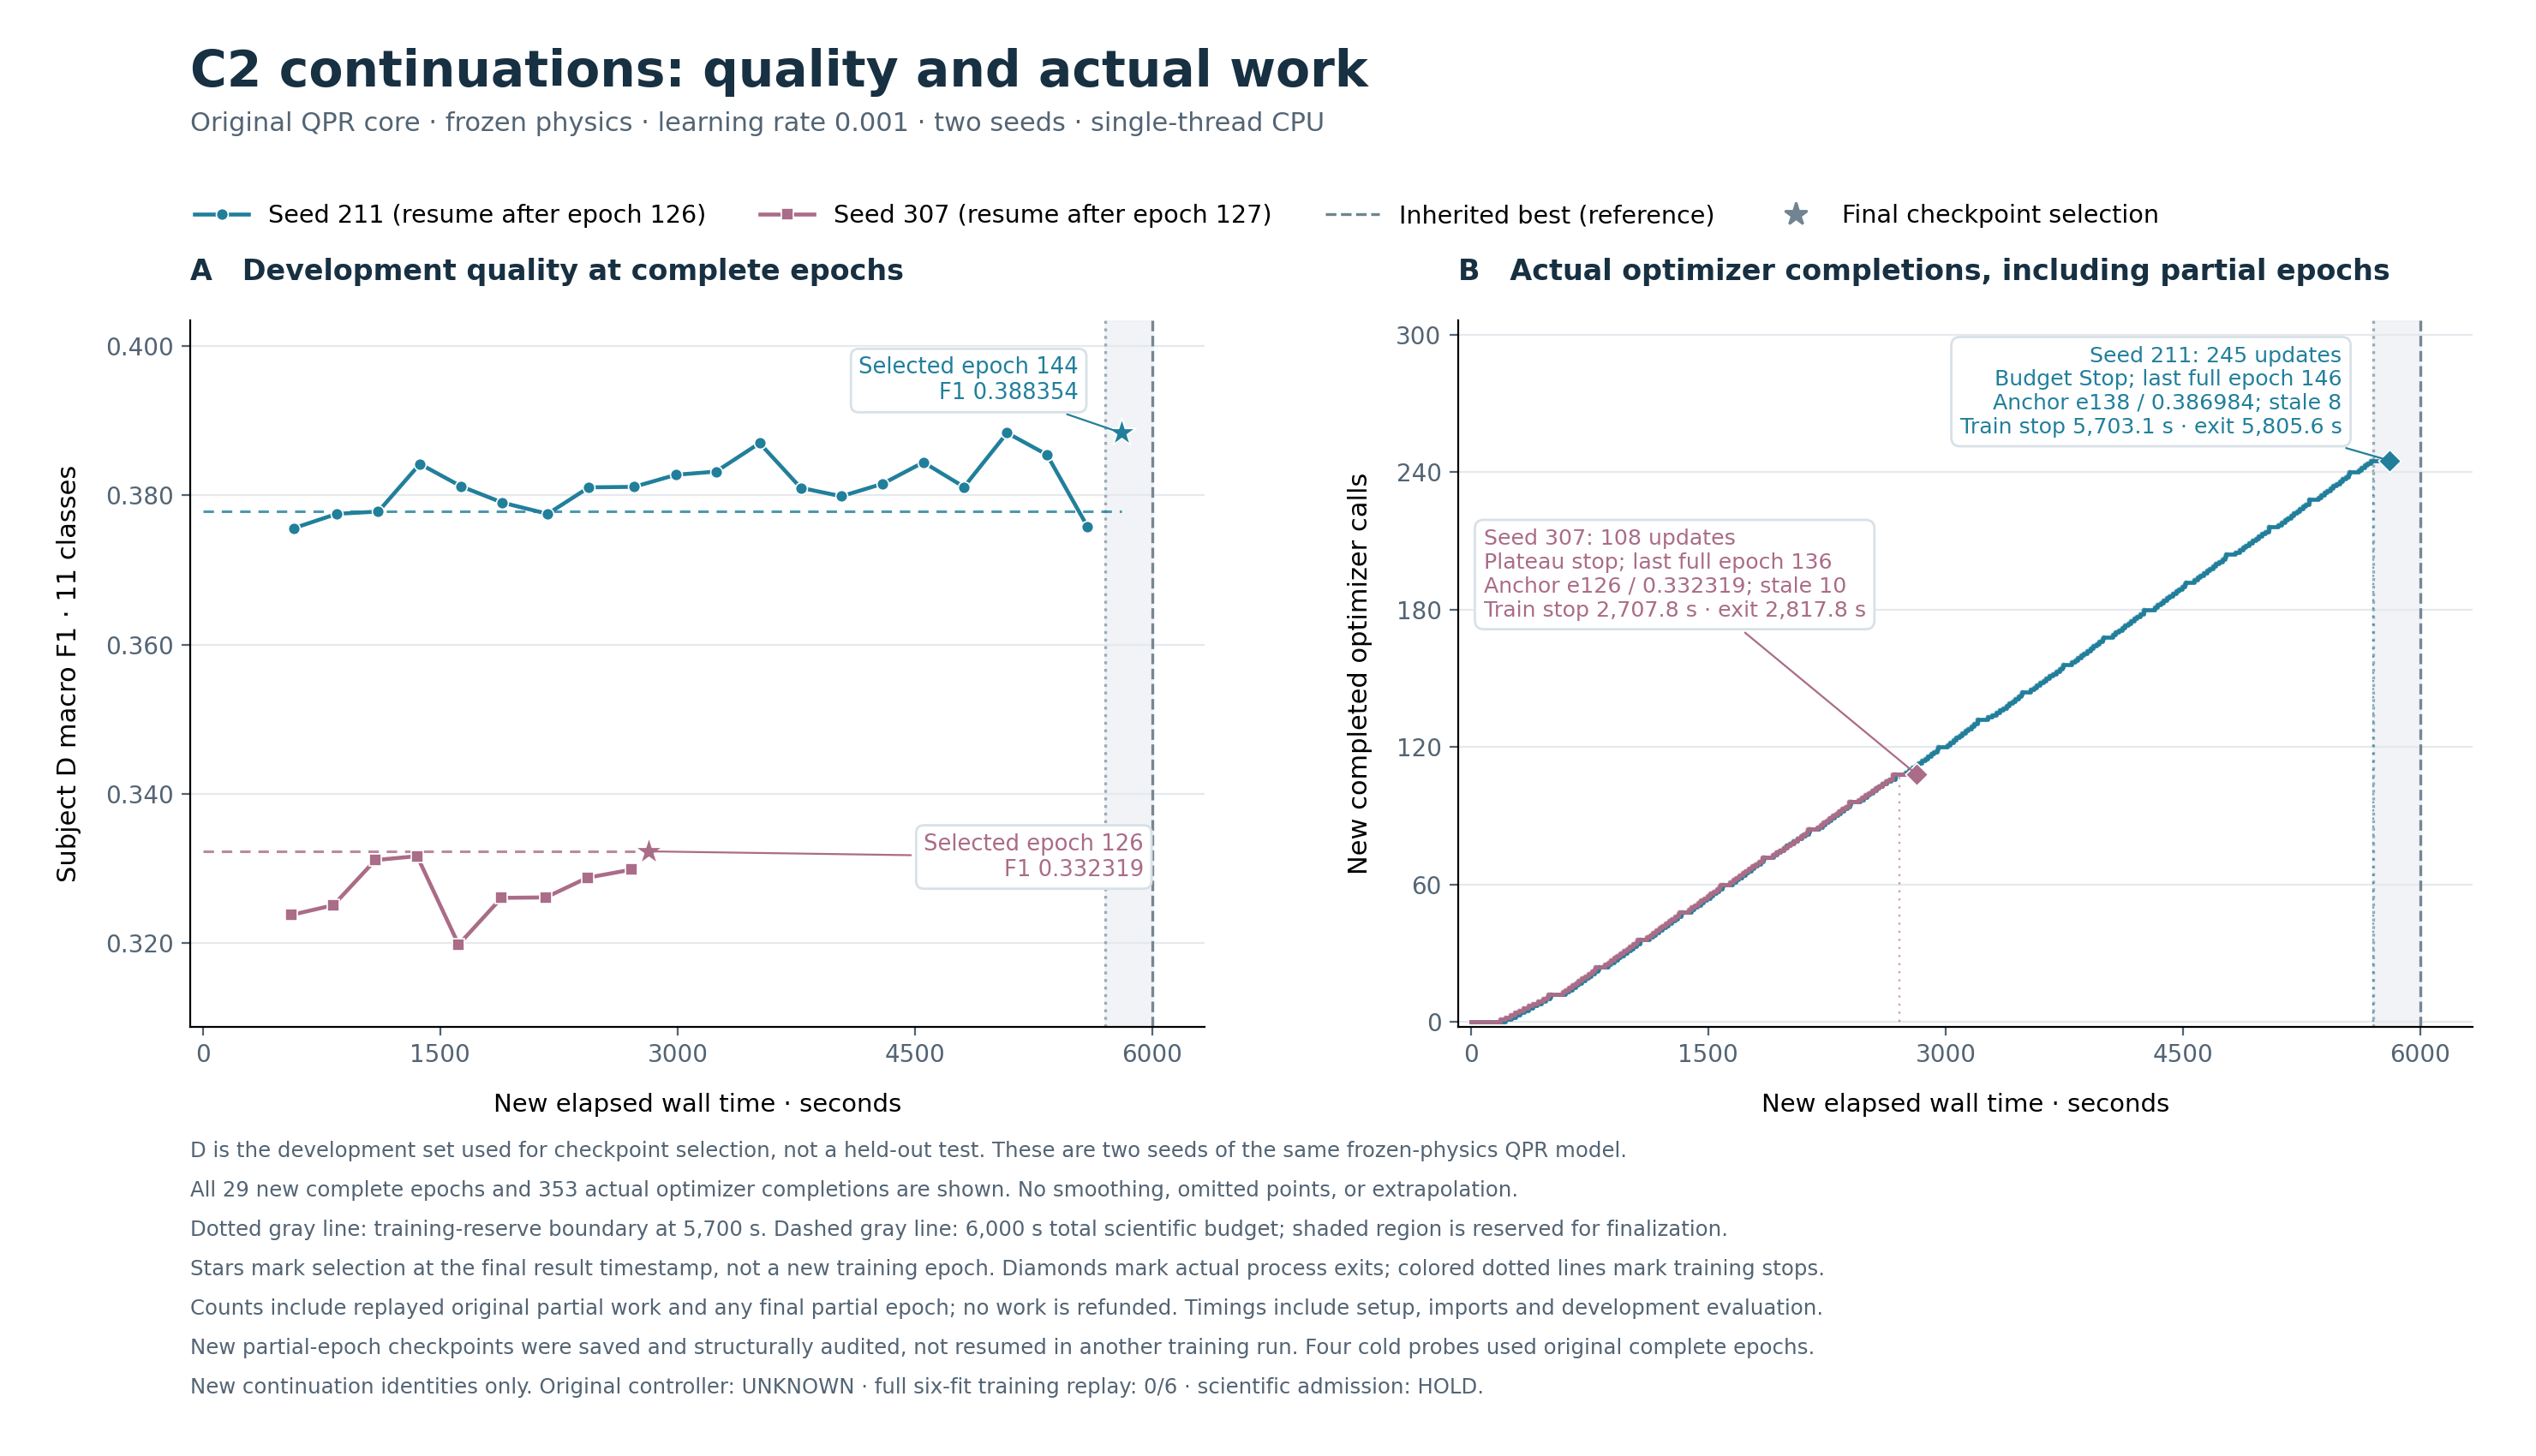 C2 continuations: quality and actual work
Original QPR core · frozen physics · learning rate 0.001 · two seeds · single-thread CPU
Seed 211 (resume after epoch 126)
Seed 307 (resume after epoch 127)
Inherited best (reference)
Final checkpoint selection
A Development quality at complete epochs
Subject D macro F1 · 11 classes
0.400
0.380
0.360
0.340
0.320
Selected epoch 144
F1 0.388354
Selected epoch 126
F1 0.332319
0
1500
3000
4500
6000
New elapsed wall time · seconds
B Actual optimizer completions, including partial epochs
New completed optimizer calls
300
240
180
120
60
0
Seed 211: 245 updates
Budget Stop; last full epoch 146
Anchor e138 / 0.386984; stale 8
Train stop 5,703.1 s · exit 5,805.6 s
Seed 307: 108 updates
Plateau stop; last full epoch 136
Anchor e126 / 0.332319; stale 10
Train stop 2,707.8 s · exit 2,817.8 s
0
1500
3000
4500
6000
New elapsed wall time · seconds
D is the development set used for checkpoint selection, not a held-out test. These are two seeds of the same frozen-physics QPR model.
All 29 new complete epochs and 353 actual optimizer completions are shown. No smoothing, omitted points, or extrapolation.
Dotted gray line: training-reserve boundary at 5,700 s. Dashed gray line: 6,000 s total scientific budget; shaded region is reserved for finalization.
Stars mark selection at the final result timestamp, not a new training epoch. Diamonds mark actual process exits; colored dotted lines mark training stops.
Counts include replayed original partial work and any final partial epoch; no work is refunded. Timings include setup, imports and development evaluation.
New partial-epoch checkpoints were saved and structurally audited, not resumed in another training run. Four cold probes used original complete epochs.
New continuation identities only. Original controller: UNKNOWN · full six-fit training replay: 0/6 · scientific admission: HOLD.